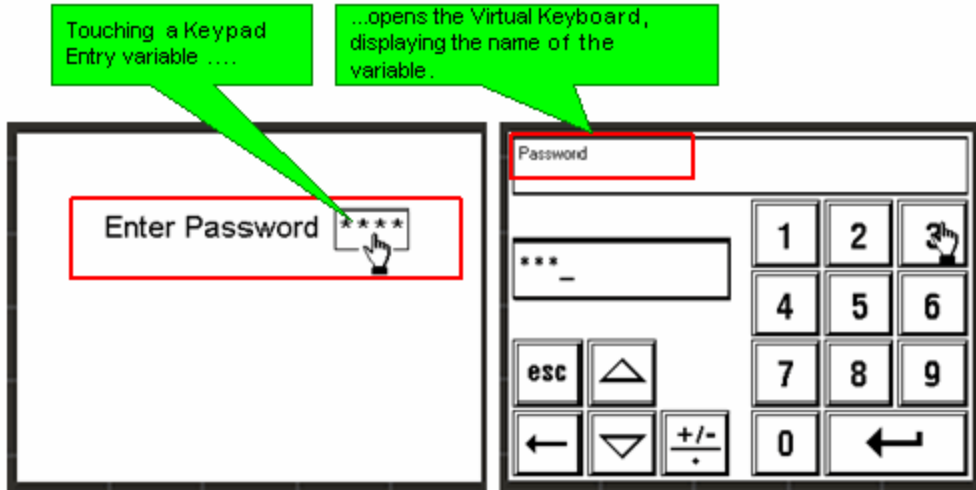 Touching a Keypad
Entry variable ....
...opens the Virtual Keyboard,
displaying the name of the
variable.
Enter Password ****
Password
***_
1 2 3
4 5 6
esc 7 8 9
+/- 0
.